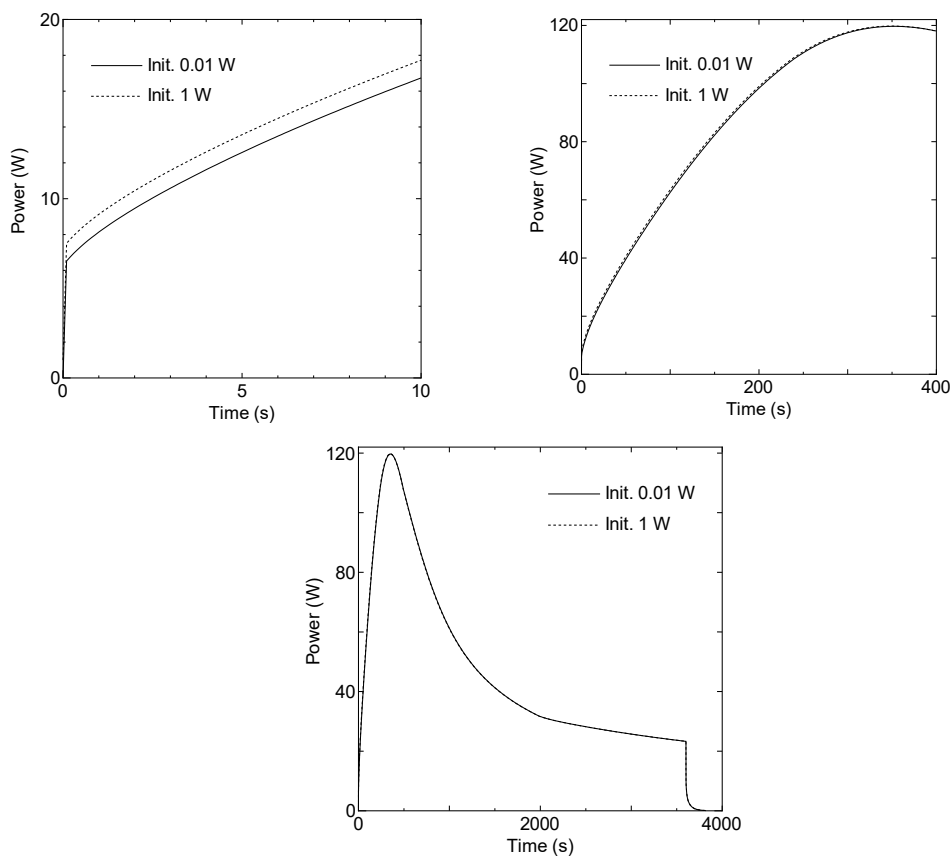 20
10
0
Power (W)
Init. 0.01 W
Init. 1 W
0
5
10
Time (s)
120
80
40
0
Power (W)
Init. 0.01 W
Init. 1 W
0
200
400
Time (s)
120
80
40
0
Power (W)
Init. 0.01 W
Init. 1 W
0
2000
4000
Time (s)